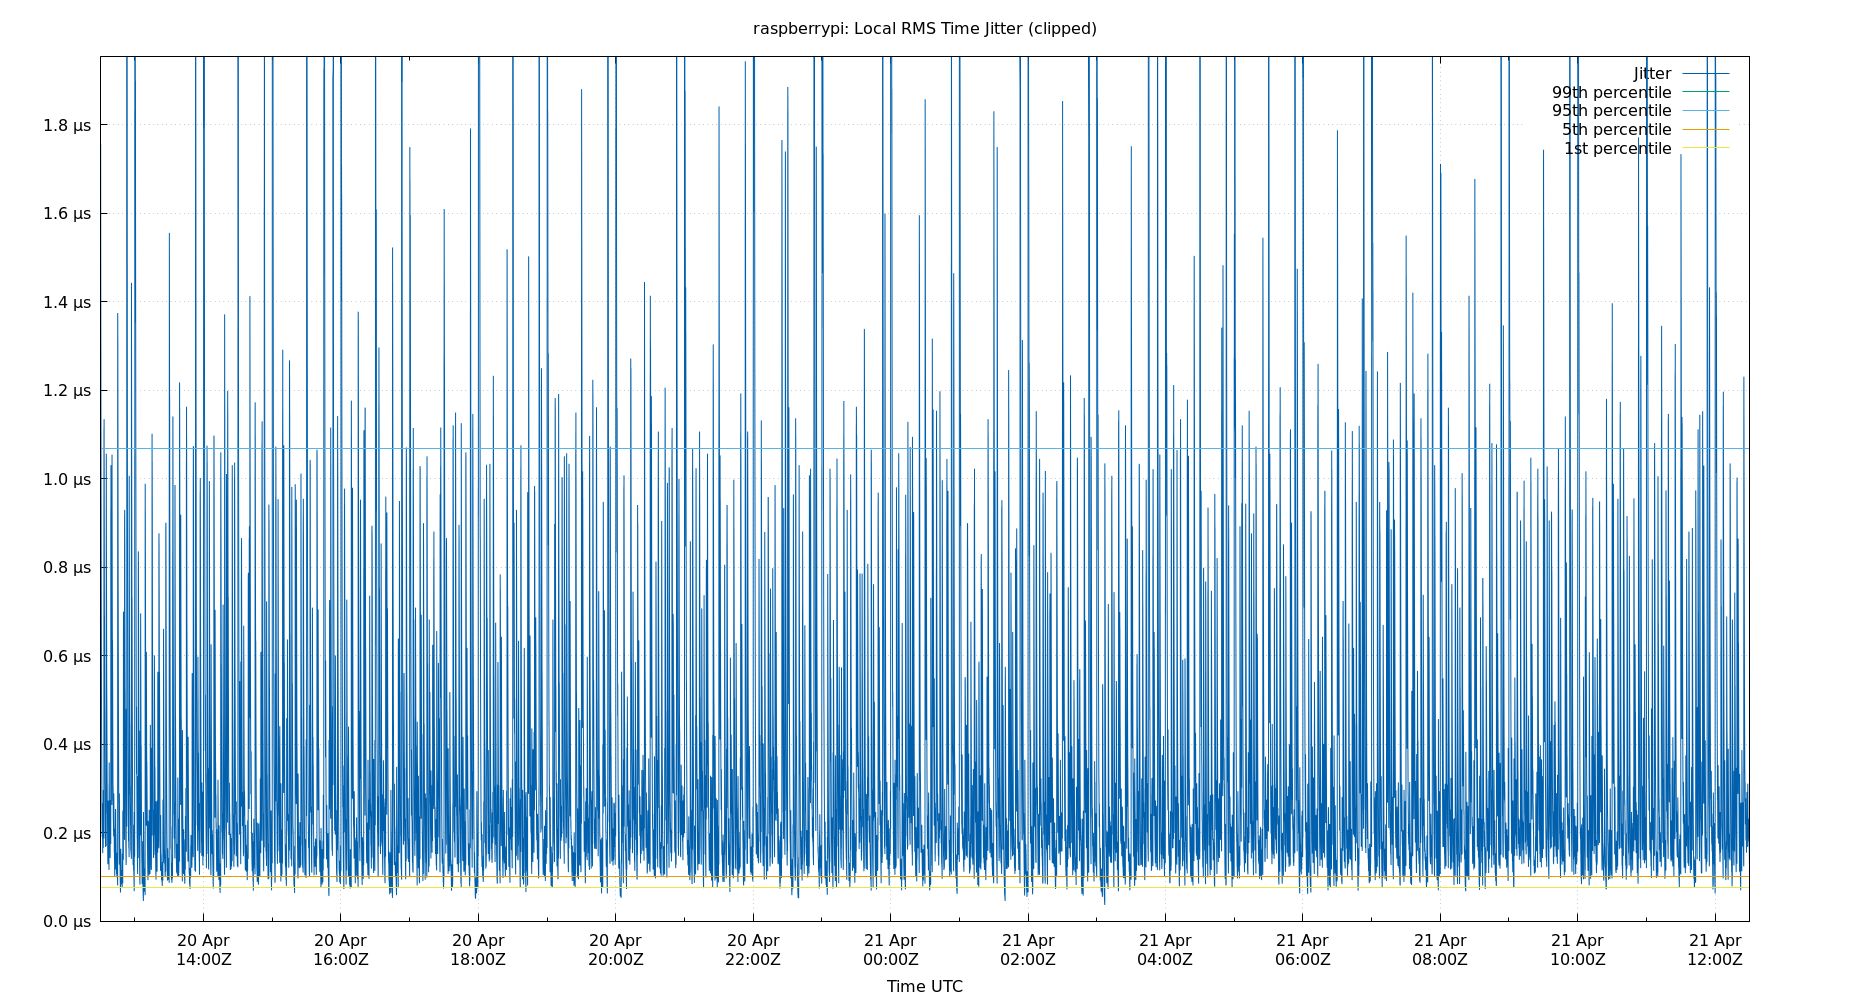 raspberrypi: Local RMS Time Jitter (clipped)
Jitter
99th percentile
95th percentile
5th percentile
1st percentile
1.8 µs
1.6 µs
1.4 µs
1.2 µs
1.0 µs
0.8 µs
0.6 µs
0.4 µs
0.2 µs
0.0 µs
20 Apr 20 Apr 20 Apr 20 Apr 20 Apr 21 Apr 21 Apr 21 Apr 21 Apr 21 Apr 21 Apr 21 Apr
14:00Z 16:00Z 18:00Z 20:00Z 22:00Z 00:00Z 02:00Z 04:00Z 06:00Z 08:00Z 10:00Z 12:00Z
Time UTC